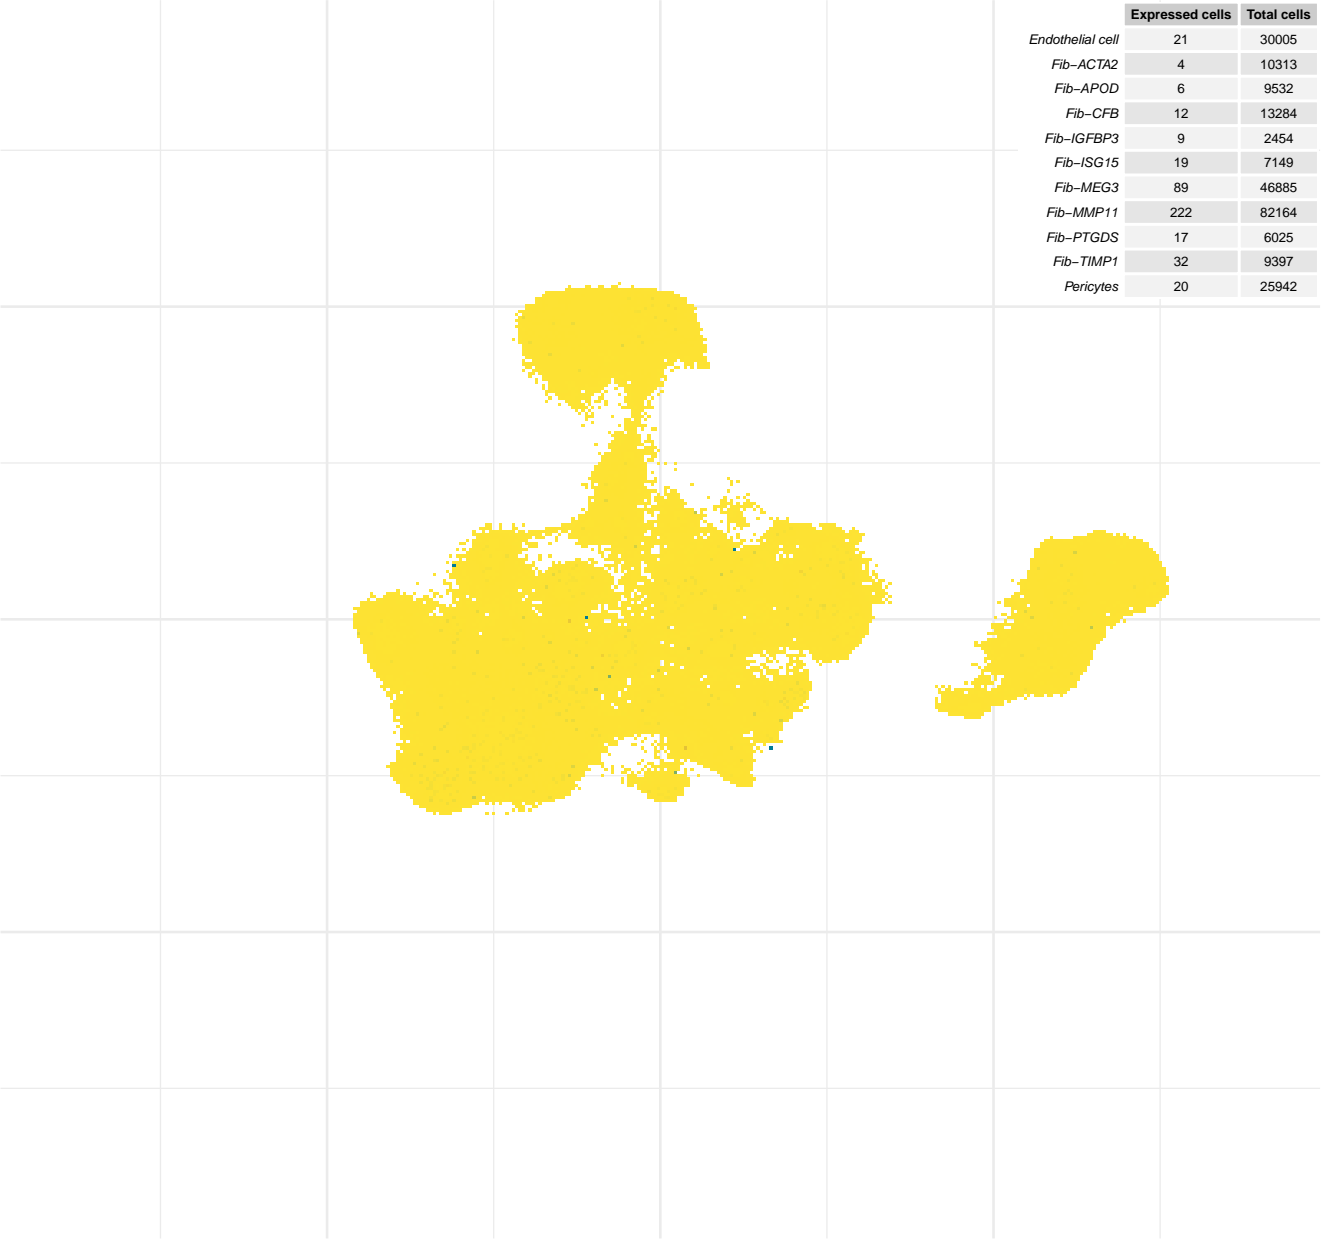 Expressed cells Total cells
Endothelial cell 21 30005
Fib−ACTA2 4 10313
Fib−APOD 6 9532
Fib−CFB 12 13284
Fib−IGFBP3 9 2454
Fib−ISG15 19 7149
Fib−MEG3 89 46885
Fib−MMP11 222 82164
Fib−PTGDS 17 6025
Fib−TIMP1 32 9397
Pericytes 20 25942